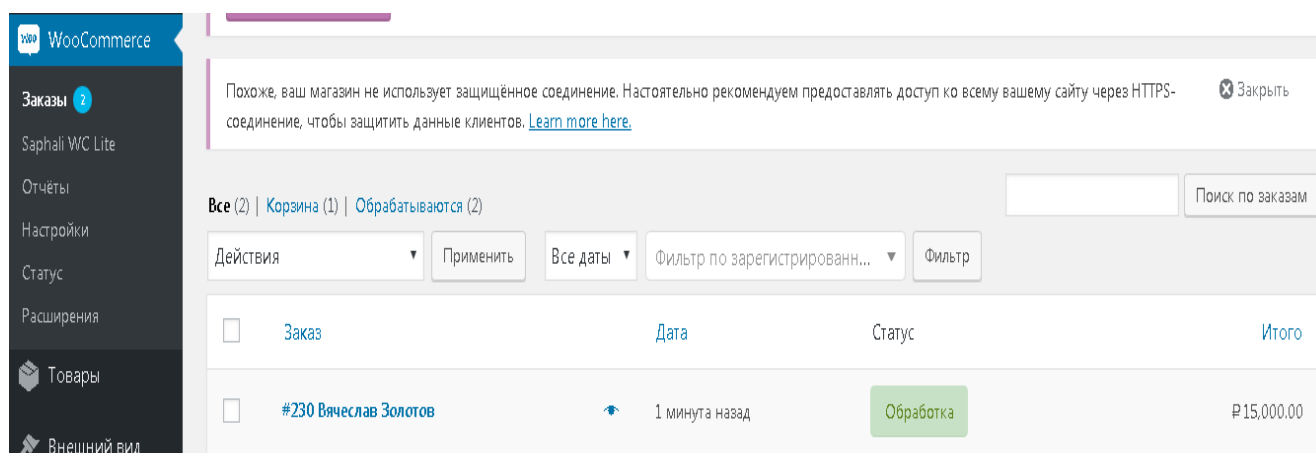 WooCommerce
Заказы 2
Saphali WC Lite
Отчёты
Настройки
Статус
Расширения
Товары
Внешний вид
Похоже, ваш магазин не использует защищённое соединение. Настоятельно рекомендуем предоставлять доступ ко всему вашему сайту через HTTPS-
соединение, чтобы защитить данные клиентов. Learn more here.
Закрыть
Все (2) | Корзина (1) | Обрабатываются (2)
Поиск по заказам
Действия Применить Все даты Фильтр по зарегистрированн... Фильтр
Заказ Дата Статус Итого
#230 Вячеслав Золотов 1 минута назад Обработка ₽15,000.00